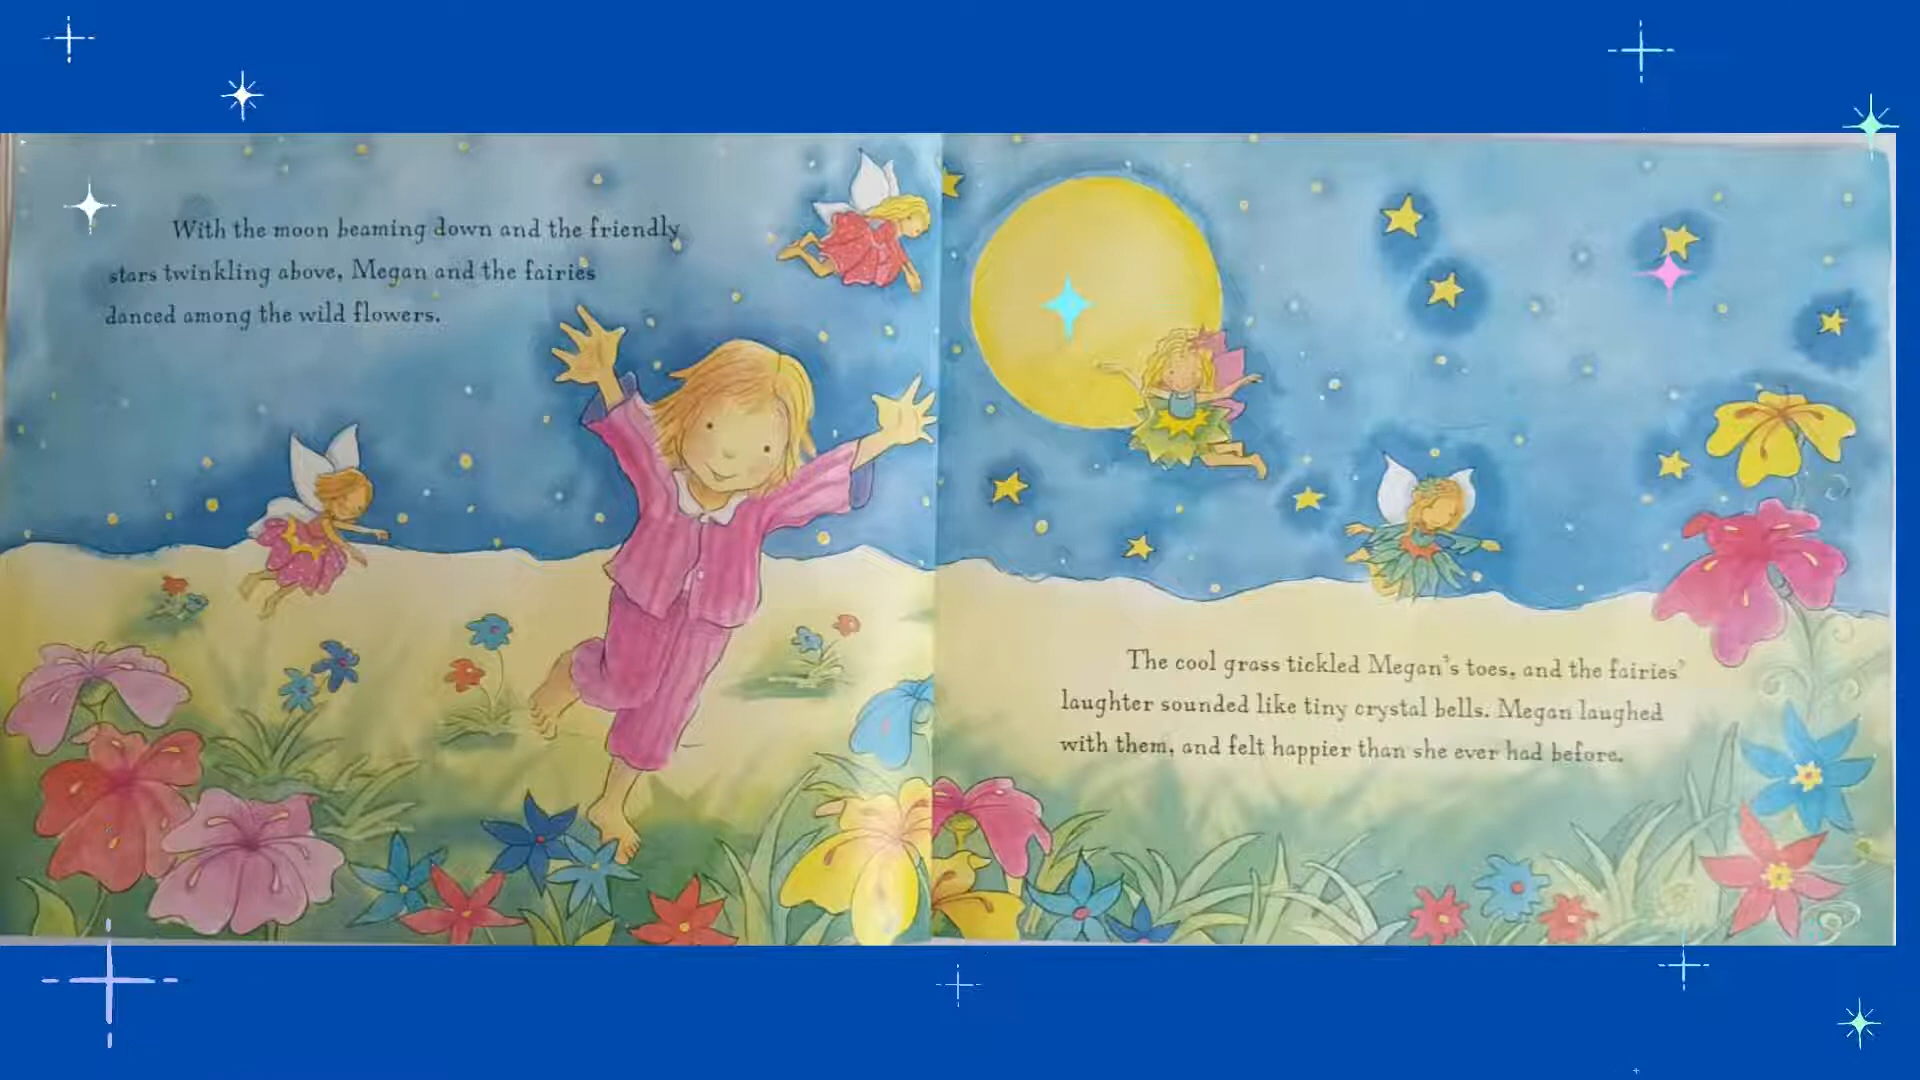 With the moon beaming down and the friendly
stars twinkling above, Megan and the fairies
danced among the wild flowers.
The cool grass tickled Megan's toes, and the fairies'
laughter sounded like tiny crystal bells. Megan laughed
with them, and felt happier than she ever had before.